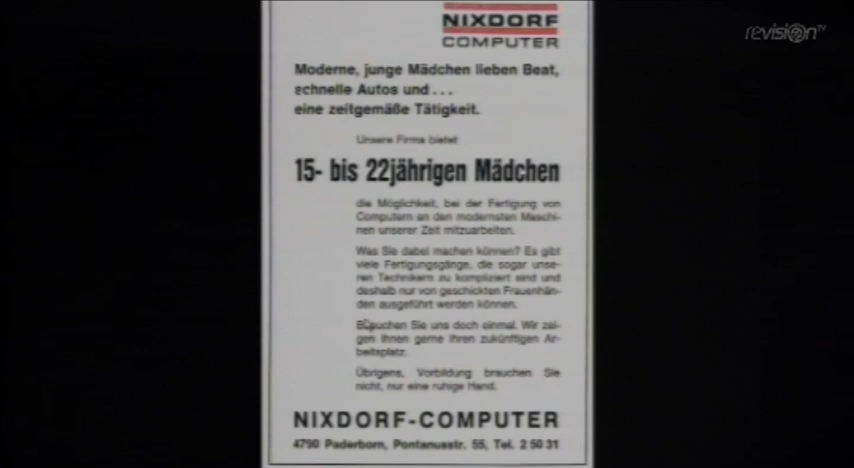 NIXDORF
COMPUTER
revision TV
Moderne, junge Mädchen lieben Beat,
schnelle Autos und...
eine zeitgemäße Tätigkeit.
Unsere Firma bietet
15- bis 22jährigen Mädchen
die Möglichkeit, bei der Fertigung von
Computern an den modernsten Maschi-
nen unserer Zeit mitzuarbeiten.
Was Sie dabei machen können? Es gibt
viele Fertigungsgänge, die sogar unse-
ren Technikern zu kompliziert sind und
deshalb nur von geschickten Frauenhän-
den ausgeführt werden können.
Besuchen Sie uns doch einmal. Wir zei-
gen Ihnen gerne Ihren zukünftigen Ar-
beitsplatz.
Übrigens, Vorbildung brauchen Sie
nicht, nur eine ruhige Hand.
NIXDORF-COMPUTER
4790 Paderborn, Pontanusstr. 55, Tel. 2 50 31